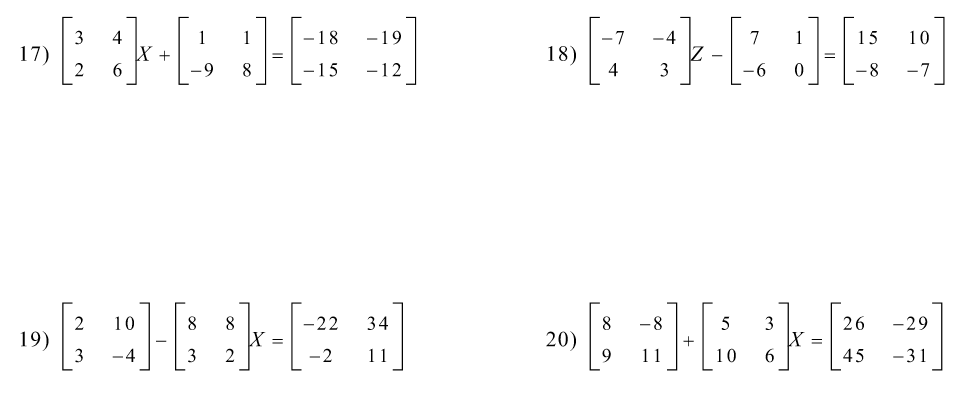 17) [3 4; 2 6] X + [1 1; −9 8] = [−18 −19; −15 −12]
18) [−7 −4; 4 3] Z − [7 1; −6 0] = [15 10; −8 −7]
19) [2 10; 3 −4] − [8 8; 3 2] X = [−22 34; −2 11]
20) [8 −8; 9 11] + [5 3; 10 6] X = [26 −29; 45 −31]